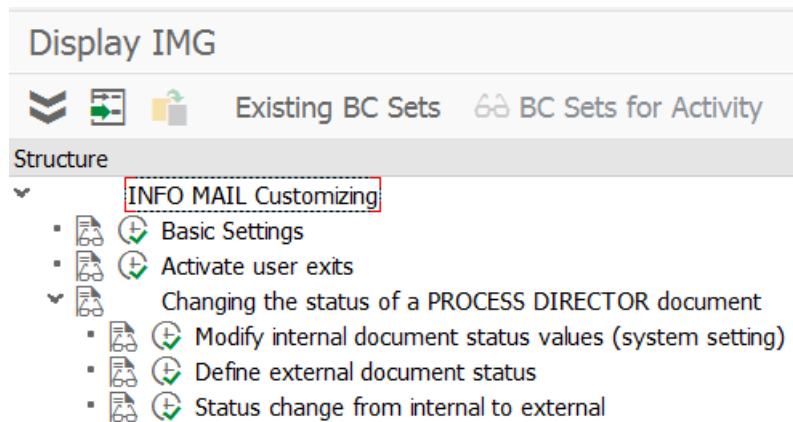 Display IMG
Existing BC Sets BC Sets for Activity
Structure
INFO MAIL Customizing
Basic Settings
Activate user exits
Changing the status of a PROCESS DIRECTOR document
Modify internal document status values (system setting)
Define external document status
Status change from internal to external